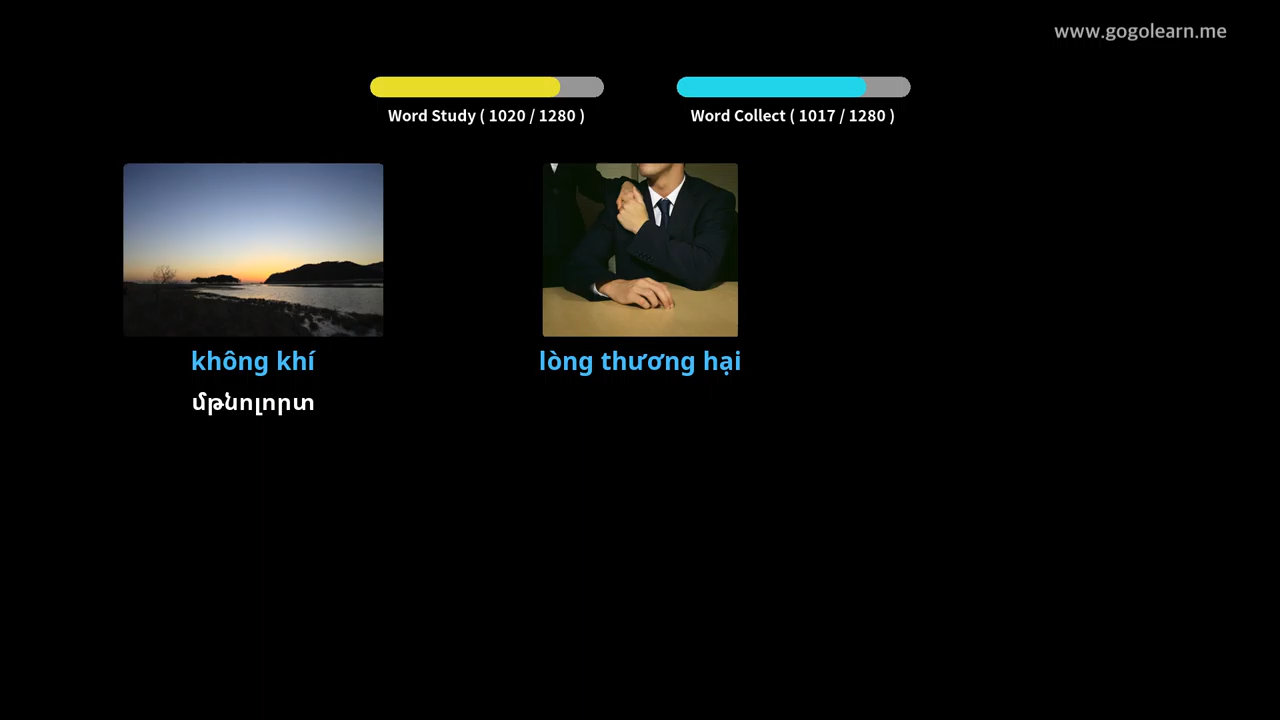 www.gogolearn.me
Word Study ( 1020 / 1280 )
Word Collect ( 1017 / 1280 )
không khí
lòng thương hại
մթնոլորտ